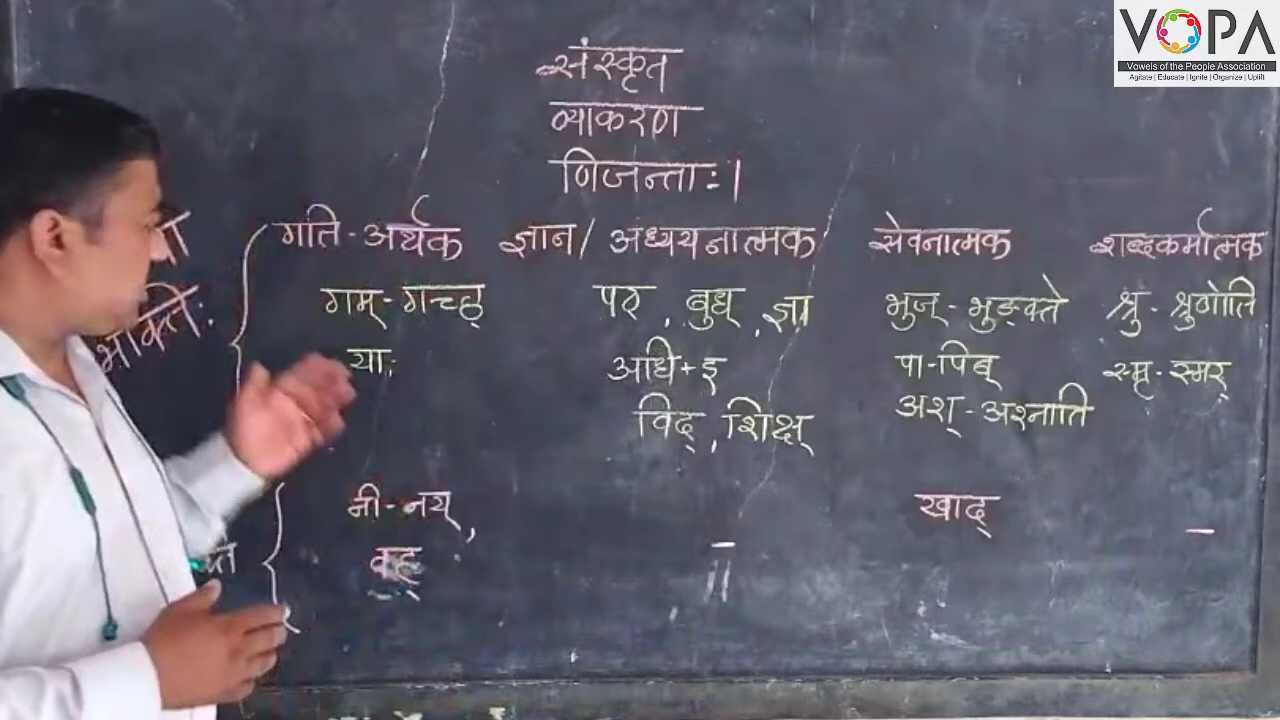 VOPA
Vowels of the People Association
Agitate | Educate | Ignite | Organize | Uplift
संस्कृत
व्याकरण
णिजन्ताः।
गति-अर्थक ज्ञान/ अध्ययनात्मक सेवनात्मक शब्दकर्मात्मक
गम्-गच्छ् पठ्, बुध्, ज्ञा भुज्-भुङ्क्ते श्रु-श्रुणोति
या: अधि+इ पा-पिब् स्मृ-स्मर्
विद्, शिक्ष् अश्-अश्नाति
नी-नय्, खाद् –
वह् – ॥